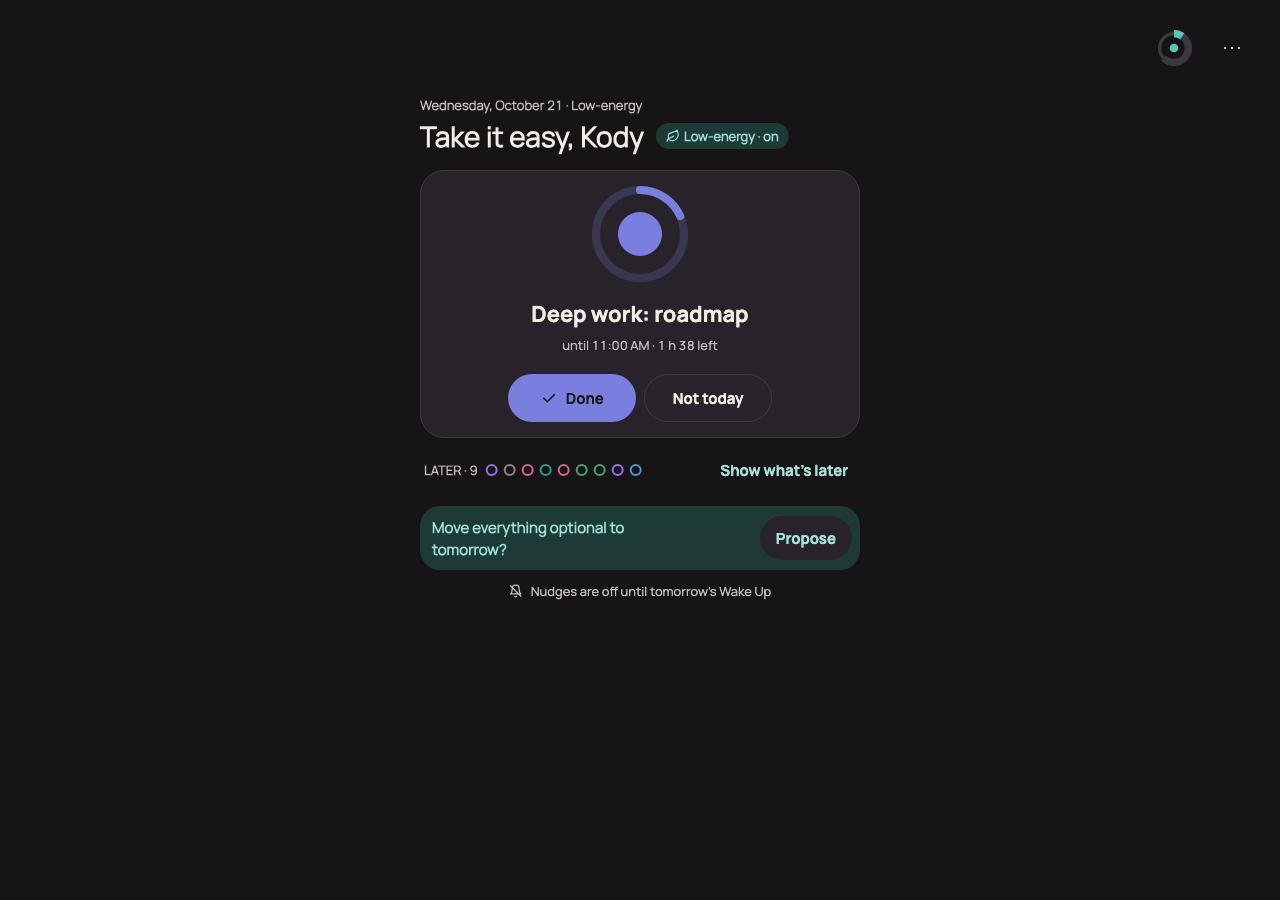 Wednesday, October 21 · Low-energy
Take it easy, Kody
Low-energy · on
Deep work: roadmap
until 11:00 AM · 1 h 38 left
Done
Not today
LATER · 9
Show what's later
Move everything optional to
tomorrow?
Propose
Nudges are off until tomorrow's Wake Up